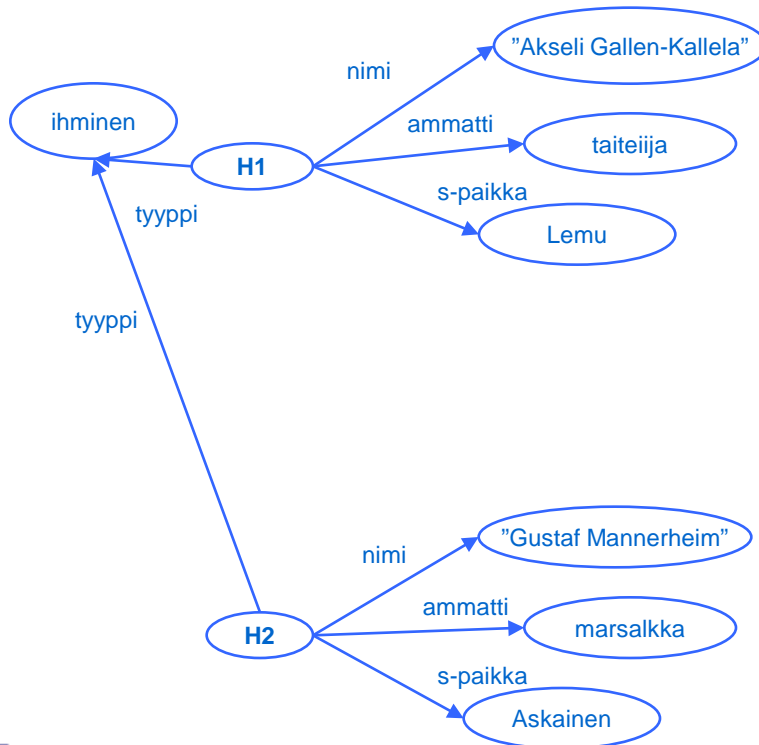 ”Akseli Gallen-Kallela”
nimi
ihminen
ammatti
taiteiija
H1
s-paikka
tyyppi
Lemu
tyyppi
”Gustaf Mannerheim”
nimi
ammatti
marsalkka
H2
s-paikka
Askainen